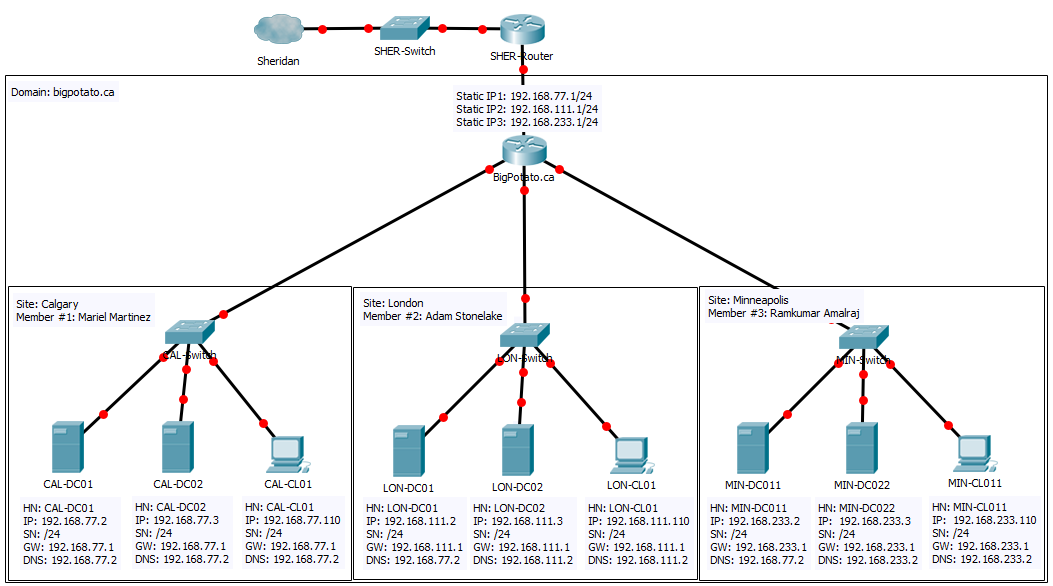 Sheridan
SHER-Switch
SHER-Router
Domain: bigpotato.ca
Static IP1: 192.168.77.1/24
Static IP2: 192.168.111.1/24
Static IP3: 192.168.233.1/24
BigPotato.ca
Site: Calgary
Member #1: Mariel Martinez
CAL-Switch
CAL-DC01
CAL-DC02
CAL-CL01
HN: CAL-DC01
IP: 192.168.77.2
SN: /24
GW: 192.168.77.1
DNS: 192.168.77.2
HN: CAL-DC02
IP: 192.168.77.3
SN: /24
GW: 192.168.77.1
DNS: 192.168.77.2
HN: CAL-CL01
IP: 192.168.77.110
SN: /24
GW: 192.168.77.1
DNS: 192.168.77.2
Site: London
Member #2: Adam Stonelake
LON-Switch
LON-DC01
LON-DC02
LON-CL01
HN: LON-DC01
IP: 192.168.111.2
SN: /24
GW: 192.168.111.1
DNS: 192.168.77.2
HN: LON-DC02
IP: 192.168.111.3
SN: /24
GW: 192.168.111.1
DNS: 192.168.111.2
HN: LON-CL01
IP: 192.168.111.110
SN: /24
GW: 192.168.111.1
DNS: 192.168.111.2
Site: Minneapolis
Member #3: Ramkumar Amalraj
MIN-Switch
MIN-DC011
MIN-DC022
MIN-CL011
HN: MIN-DC011
IP: 192.168.233.2
SN: /24
GW: 192.168.233.1
DNS: 192.168.77.2
HN: MIN-DC022
IP: 192.168.233.3
SN: /24
GW: 192.168.233.1
DNS: 192.168.233.2
HN: MIN-CL011
IP: 192.168.233.110
SN: /24
GW: 192.168.233.1
DNS: 192.168.233.2